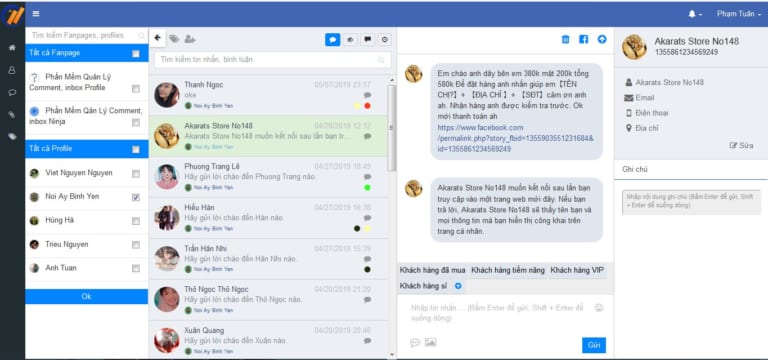 Phạm Tuân
Tìm kiếm Fanpages, profiles
Tất cả Fanpage
Phần Mềm Quản Lý
Comment, inbox Profile
Phần Mềm Qản Lý Comment,
inbox Ninja
Tất cả Profile
Viet Nguyen Nguyen
Noi Ay Binh Yen
Hùng Hà
Trieu Nguyen
Anh Tuan
Ok
Tìm kiếm tin nhắn, bình luận
Thanh Ngọc 05/07/2019 23:57
oke
Noi Ay Binh Yen
Akarats Store No148 04/28/2019 12:12
Akarats Store No148 muốn kết nối sau lần bạn tr...
Noi Ay Binh Yen
Phuong Trang Lê 04/27/2019 18:49
Hãy gửi lời chào đến Phuong Trang nào.
Noi Ay Binh Yen
Hiếu Hán 04/27/2019 16:38
Hãy gửi lời chào đến Hán nào.
Noi Ay Binh Yen
Trần Hân Nhi 04/27/2019 15:39
Hãy gửi lời chào đến Hân Nhi nào.
Noi Ay Binh Yen
Thỏ Ngọc Thỏ Ngọc 04/20/2019 21:20
Hãy gửi lời chào đến Thỏ Ngọc nào.
Noi Ay Binh Yen
Xuân Quang 04/20/2019 20:46
Hãy gửi lời chào đến Xuân nào.
Noi Ay Binh Yen
Em chào anh dây bên em 380k mặt 200k tổng
580k Để đặt hàng anh nhắn giúp em【TÊN
CHỊ?】+ 【ĐỊA CHỈ 】+ 【SĐT】cảm ơn anh
ah. Nhận hàng anh được kiểm tra trước. Ok
mới thanh toán ah
https://www.facebook.com
/permalink.php?story_fbid=1355903551231684&
id=1355861234569249
Akarats Store No148 muốn kết nối sau lần bạn
truy cập vào một trang web mới đây. Nếu bạn
trả lời, Akarats Store No148 sẽ thấy tên bạn và
mọi thông tin mà bạn hiển thị công khai trên
trang cá nhân.
Khách hàng đã mua Khách hàng tiềm năng Khách hàng VIP
Khách hàng sỉ
Nhập tin nhắn.... (Bấm Enter để gửi, Shift + Enter để
xuống dòng)
Gửi
Akarats Store No148
1355861234569249
Akarats Store No148
Email
Điện thoại
Địa chỉ
Sửa
Ghi chú
Nhập nội dung ghi chú (Bấm Enter để gửi, Shift
+ Enter để xuống dòng)